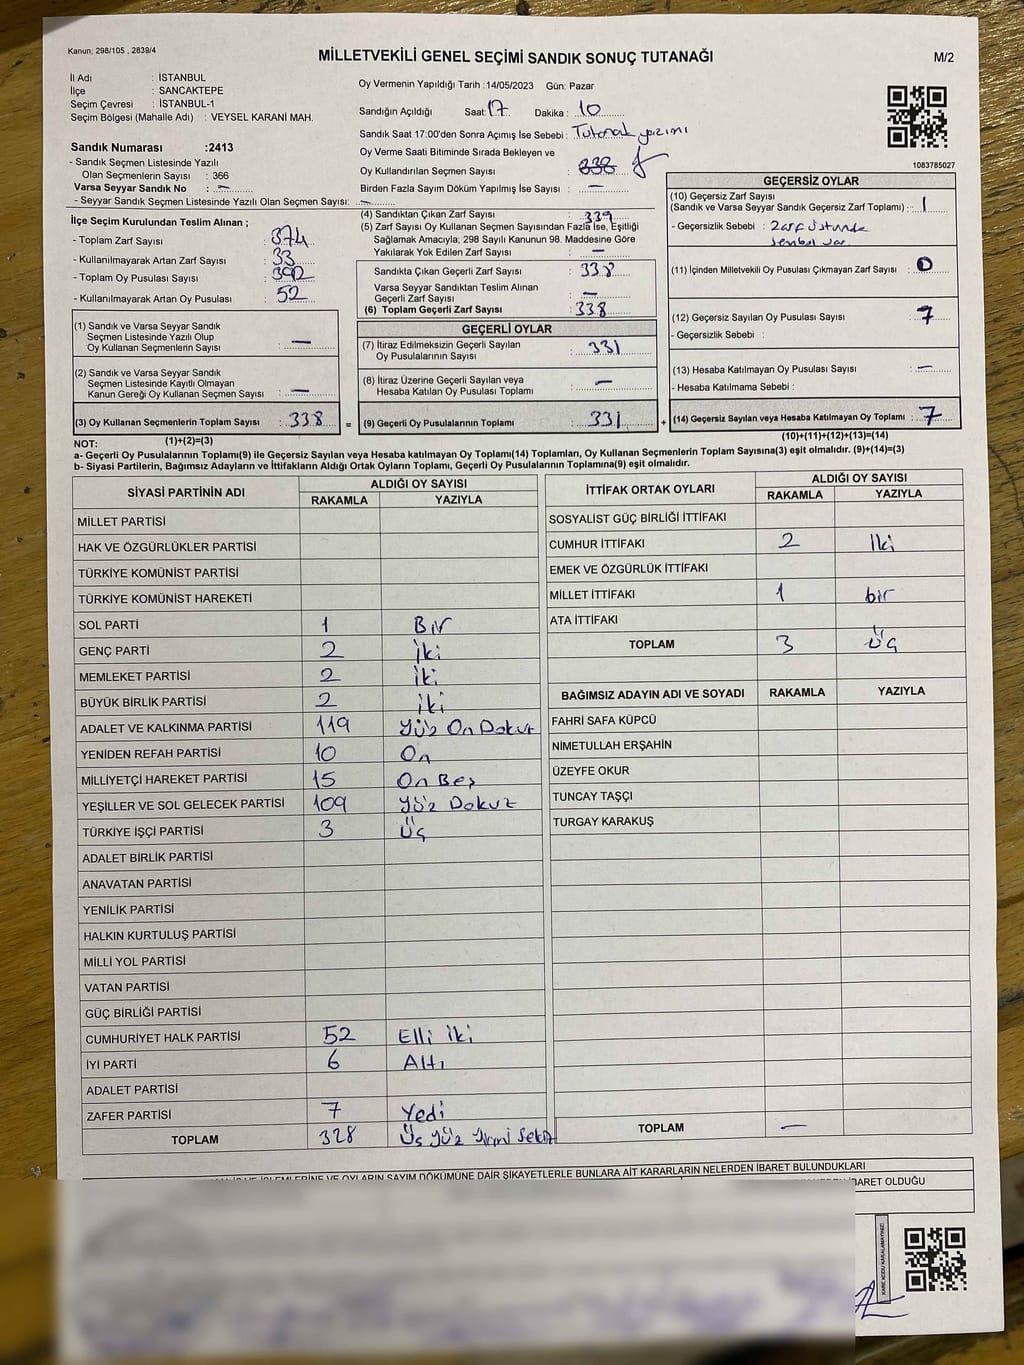 Kanun; 298/105 , 2839/4
MİLLETVEKİLİ GENEL SEÇİMİ SANDIK SONUÇ TUTANAĞI
M/2
İl Adı : İSTANBUL
İlçe : SANCAKTEPE
Seçim Çevresi : İSTANBUL-1
Seçim Bölgesi (Mahalle Adı) : VEYSEL KARANİ MAH.
Sandık Numarası :2413
- Sandık Seçmen Listesinde Yazılı
Olan Seçmenlerin Sayısı : 366
Varsa Seyyar Sandık No : —
- Seyyar Sandık Seçmen Listesinde Yazılı Olan Seçmen Sayısı: —
Oy Vermenin Yapıldığı Tarih :14/05/2023 Gün: Pazar
Sandığın Açıldığı Saat: 17 Dakika : 10
Sandık Saat 17:00'den Sonra Açımış İse Sebebi : Tutanak yazımı
Oy Verme Saati Bitiminde Sırada Bekleyen ve
Oy Kullandırılan Seçmen Sayısı : 338
Birden Fazla Sayım Döküm Yapılmış İse Sayısı : —
1083785027
İlçe Seçim Kurulundan Teslim Alınan ;
- Toplam Zarf Sayısı : 374
- Kullanılmayarak Artan Zarf Sayısı : 33
- Toplam Oy Pusulası Sayısı : 392
- Kullanılmayarak Artan Oy Pusulası : 52
(1) Sandık ve Varsa Seyyar Sandık
Seçmen Listesinde Yazılı Olup
Oy Kullanan Seçmenlerin Sayısı : —
(2) Sandık ve Varsa Seyyar Sandık
Seçmen Listesinde Kayıtlı Olmayan
Kanun Gereği Oy Kullanan Seçmen Sayısı : —
(3) Oy Kullanan Seçmenlerin Toplam Sayısı : 338
(1)+(2)=(3)
(4) Sandıktan Çıkan Zarf Sayısı : 339
(5) Zarf Sayısı Oy Kullanan Seçmen Sayısından Fazla İse, Eşitliği
Sağlamak Amacıyla; 298 Sayılı Kanunun 98. Maddesine Göre
Yakılarak Yok Edilen Zarf Sayısı : —
Sandıkta Çıkan Geçerli Zarf Sayısı : 338
Varsa Seyyar Sandıktan Teslim Alınan
Geçerli Zarf Sayısı : —
(6) Toplam Geçerli Zarf Sayısı : 338
GEÇERLİ OYLAR
(7) İtiraz Edilmeksizin Geçerli Sayılan
Oy Pusulalarının Sayısı : 331
(8) İtiraz Üzerine Geçerli Sayılan veya
Hesaba Katılan Oy Pusulası Toplamı : —
= (9) Geçerli Oy Pusulalarının Toplamı : 331
GEÇERSİZ OYLAR
(10) Geçersiz Zarf Sayısı
(Sandık ve Varsa Seyyar Sandık Geçersiz Zarf Toplamı) : 1
- Geçersizlik Sebebi : Zarf üstünde
sembol var.
(11) İçinden Milletvekili Oy Pusulası Çıkmayan Zarf Sayısı : 0
(12) Geçersiz Sayılan Oy Pusulası Sayısı : 7
- Geçersizlik Sebebi :
(13) Hesaba Katılmayan Oy Pusulası Sayısı : —
- Hesaba Katılmama Sebebi :
+ (14) Geçersiz Sayılan veya Hesaba Katılmayan Oy Toplamı : 7
(10)+(11)+(12)+(13)=(14)
NOT:
a- Geçerli Oy Pusulasının Toplamı(9) ile Geçersiz Sayılan veya Hesaba katılmayan Oy Toplamı(14) Toplamları, Oy Kullanan Seçmenlerin Toplam Sayısına(3) eşit olmalıdır. (9)+(14)=(3)
b- Siyasi Partilerin, Bağımsız Adayların ve İttifakların Aldığı Ortak Oyların Toplamı, Geçerli Oy Pusulalarının Toplamına(9) eşit olmalıdır.
SİYASİ PARTİNİN ADI
ALDIĞI OY SAYISI
RAKAMLA YAZIYLA
MİLLET PARTİSİ
HAK VE ÖZGÜRLÜKLER PARTİSİ
TÜRKİYE KOMÜNİST PARTİSİ
TÜRKİYE KOMÜNİST HAREKETİ
SOL PARTİ 1 Bir
GENÇ PARTİ 2 İki
MEMLEKET PARTİSİ 2 İki
BÜYÜK BİRLİK PARTİSİ 2 İki
ADALET VE KALKINMA PARTİSİ 119 Yüz On Dokuz
YENİDEN REFAH PARTİSİ 10 On
MİLLİYETÇİ HAREKET PARTİSİ 15 On Beş
YEŞİLLER VE SOL GELECEK PARTİSİ 109 Yüz Dokuz
TÜRKİYE İŞÇİ PARTİSİ 3 Üç
ADALET BİRLİK PARTİSİ
ANAVATAN PARTİSİ
YENİLİK PARTİSİ
HALKIN KURTULUŞ PARTİSİ
MİLLİ YOL PARTİSİ
VATAN PARTİSİ
GÜÇ BİRLİĞİ PARTİSİ
CUMHURİYET HALK PARTİSİ 52 Elli iki
İYİ PARTİ 6 Altı
ADALET PARTİSİ
ZAFER PARTİSİ 7 Yedi
TOPLAM 328 Üç Yüz Yirmi Sekiz
İTTİFAK ORTAK OYLARI
ALDIĞI OY SAYISI
RAKAMLA YAZIYLA
SOSYALİST GÜÇ BİRLİĞİ İTTİFAKI
CUMHUR İTTİFAKI 2 İki
EMEK VE ÖZGÜRLÜK İTTİFAKI
MİLLET İTTİFAKI 1 bir
ATA İTTİFAKI
TOPLAM 3 Üç
BAĞIMSIZ ADAYIN ADI VE SOYADI RAKAMLA YAZIYLA
FAHRİ SAFA KÜPCÜ
NİMETULLAH ERŞAHİN
ÜZEYFE OKUR
TUNCAY TAŞÇI
TURGAY KARAKUŞ
TOPLAM —
İŞLEMLERİNE VE OYLARIN SAYIM DÖKÜMÜNE DAİR ŞİKAYETLERLE BUNLARA AİT KARARLARIN NELERDEN İBARET BULUNDUKLARI
İBARET OLDUĞU
KARE KODU KARALAMAYINIZ!